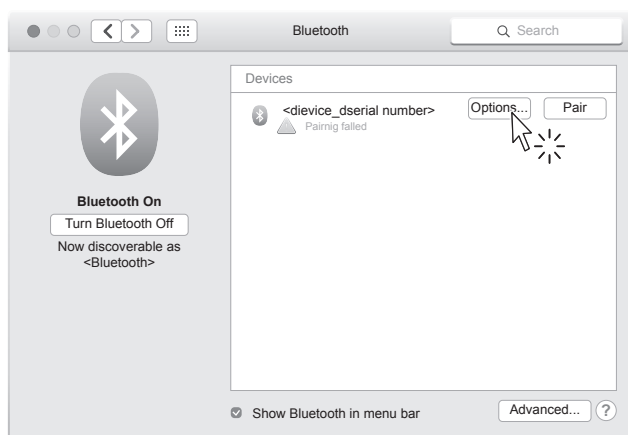 Bluetooth
Search
Devices
<dievice_dserial number>
Options...
Pair
Pairnig falled
Bluetooth On
Turn Bluetooth Off
Now discoverable as
<Bluetooth>
Show Bluetooth in menu bar
Advanced...
?